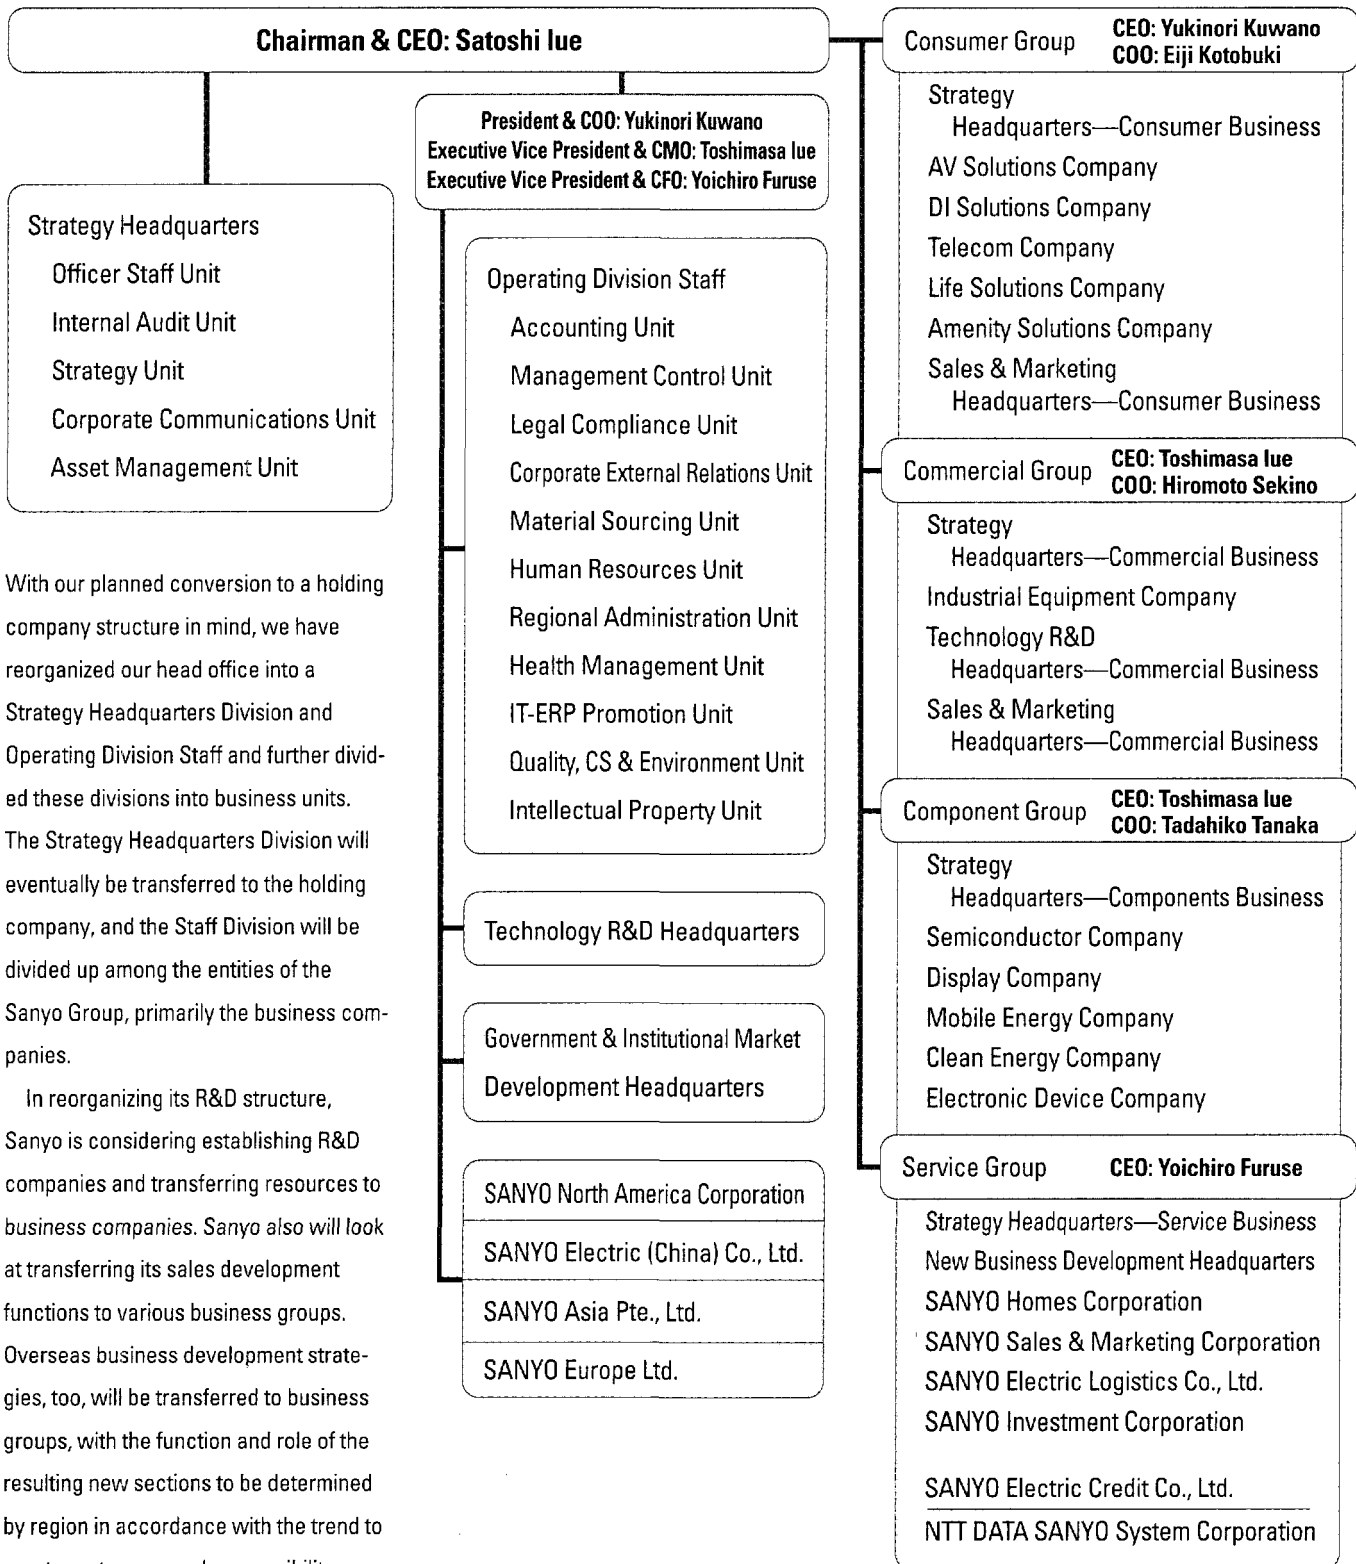 Chairman & CEO: Satoshi Iue
President & COO: Yukinori Kuwano
Executive Vice President & CMO: Toshimasa Iue
Executive Vice President & CFO: Yoichiro Furuse
Strategy Headquarters
Officer Staff Unit
Internal Audit Unit
Strategy Unit
Corporate Communications Unit
Asset Management Unit
With our planned conversion to a holding
company structure in mind, we have
reorganized our head office into a
Strategy Headquarters Division and
Operating Division Staff and further divid-
ed these divisions into business units.
The Strategy Headquarters Division will
eventually be transferred to the holding
company, and the Staff Division will be
divided up among the entities of the
Sanyo Group, primarily the business com-
panies.
In reorganizing its R&D structure,
Sanyo is considering establishing R&D
companies and transferring resources to
business companies. Sanyo also will look
at transferring its sales development
functions to various business groups.
Overseas business development strate-
gies, too, will be transferred to business
groups, with the function and role of the
resulting new sections to be determined
by region in accordance with the trend to
Operating Division Staff
Accounting Unit
Management Control Unit
Legal Compliance Unit
Corporate External Relations Unit
Material Sourcing Unit
Human Resources Unit
Regional Administration Unit
Health Management Unit
IT-ERP Promotion Unit
Quality, CS & Environment Unit
Intellectual Property Unit
Technology R&D Headquarters
Government & Institutional Market
Development Headquarters
SANYO North America Corporation
SANYO Electric (China) Co., Ltd.
SANYO Asia Pte., Ltd.
SANYO Europe Ltd.
Consumer Group CEO: Yukinori Kuwano
COO: Eiji Kotobuki
Strategy
Headquarters—Consumer Business
AV Solutions Company
DI Solutions Company
Telecom Company
Life Solutions Company
Amenity Solutions Company
Sales & Marketing
Headquarters—Consumer Business
Commercial Group CEO: Toshimasa Iue
COO: Hiromoto Sekino
Strategy
Headquarters—Commercial Business
Industrial Equipment Company
Technology R&D
Headquarters—Commercial Business
Sales & Marketing
Headquarters—Commercial Business
Component Group CEO: Toshimasa Iue
COO: Tadahiko Tanaka
Strategy
Headquarters—Components Business
Semiconductor Company
Display Company
Mobile Energy Company
Clean Energy Company
Electronic Device Company
Service Group CEO: Yoichiro Furuse
Strategy Headquarters—Service Business
New Business Development Headquarters
SANYO Homes Corporation
SANYO Sales & Marketing Corporation
SANYO Electric Logistics Co., Ltd.
SANYO Investment Corporation
SANYO Electric Credit Co., Ltd.
NTT DATA SANYO System Corporation